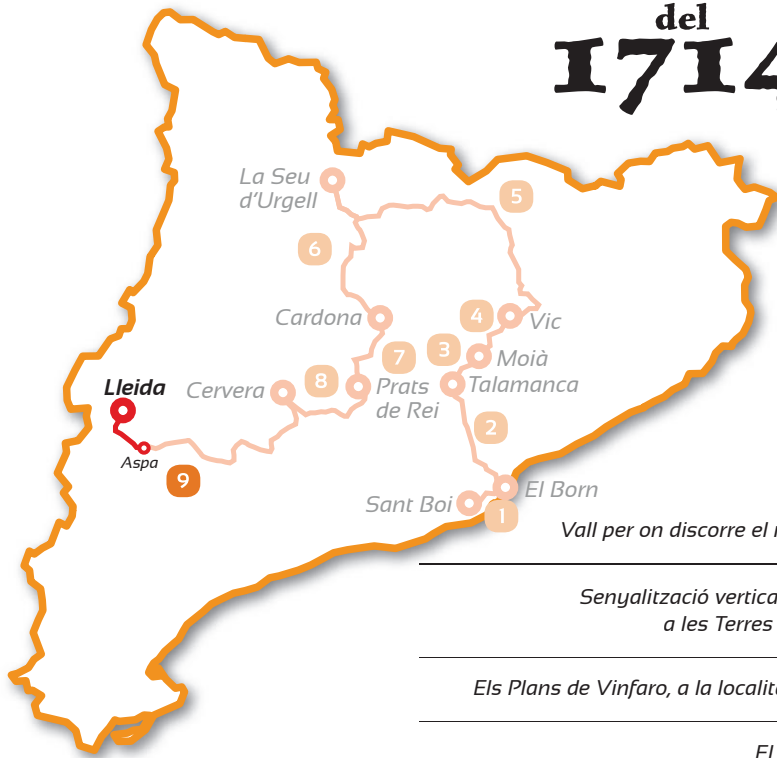 del
1714
La Seu
d'Urgell
5
6
Cardona
4
Vic
3
7
Moià
Lleida
Cervera
8
Prats
de Rei
Talamanca
2
Aspa
9
El Born
Sant Boi
1
Vall per on discorre el
Senyalització
a les Terres
Els Plans de Vinfaro, a la
El